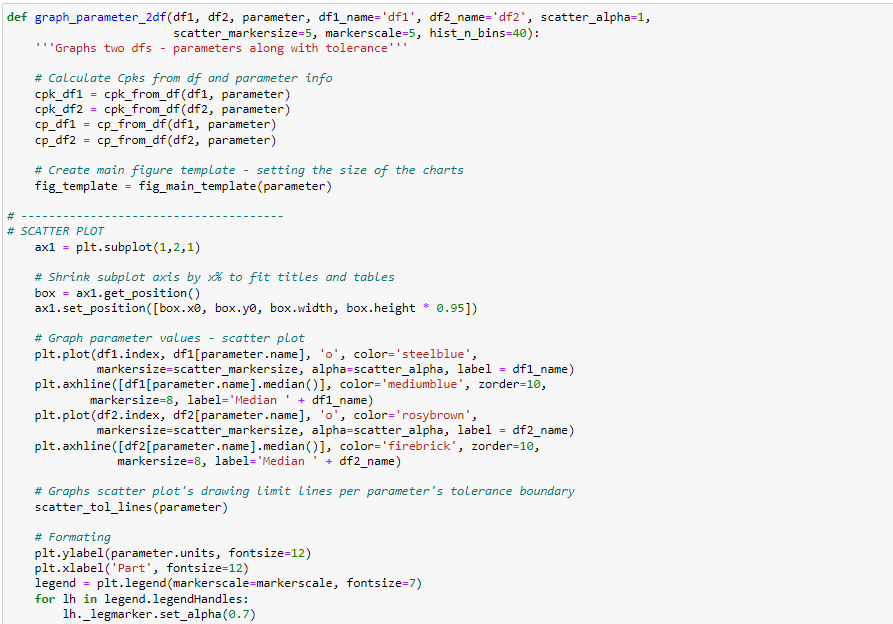 def graph_parameter_2df(df1, df2, parameter, df1_name='df1', df2_name='df2', scatter_alpha=1,
                        scatter_markersize=5, markerscale=5, hist_n_bins=40):
    '''Graphs two dfs - parameters along with tolerance'''

    # Calculate Cpks from df and parameter info
    cpk_df1 = cpk_from_df(df1, parameter)
    cpk_df2 = cpk_from_df(df2, parameter)
    cp_df1 = cp_from_df(df1, parameter)
    cp_df2 = cp_from_df(df2, parameter)

    # Create main figure template - setting the size of the charts
    fig_template = fig_main_template(parameter)

# --------------------------------------
# SCATTER PLOT
    ax1 = plt.subplot(1,2,1)

    # Shrink subplot axis by x% to fit titles and tables
    box = ax1.get_position()
    ax1.set_position([box.x0, box.y0, box.width, box.height * 0.95])

    # Graph parameter values - scatter plot
    plt.plot(df1.index, df1[parameter.name], 'o', color='steelblue',
             markersize=scatter_markersize, alpha=scatter_alpha, label = df1_name)
    plt.axhline([df1[parameter.name].median()], color='mediumblue', zorder=10,
            markersize=8, label='Median ' + df1_name)
    plt.plot(df2.index, df2[parameter.name], 'o', color='rosybrown',
             markersize=scatter_markersize, alpha=scatter_alpha, label = df2_name)
    plt.axhline([df2[parameter.name].median()], color='firebrick', zorder=10,
                markersize=8, label='Median ' + df2_name)

    # Graphs scatter plot's drawing limit lines per parameter's tolerance boundary
    scatter_tol_lines(parameter)

    # Formating
    plt.ylabel(parameter.units, fontsize=12)
    plt.xlabel('Part', fontsize=12)
    legend = plt.legend(markerscale=markerscale, fontsize=7)
    for lh in legend.legendHandles:
        lh._legmarker.set_alpha(0.7)